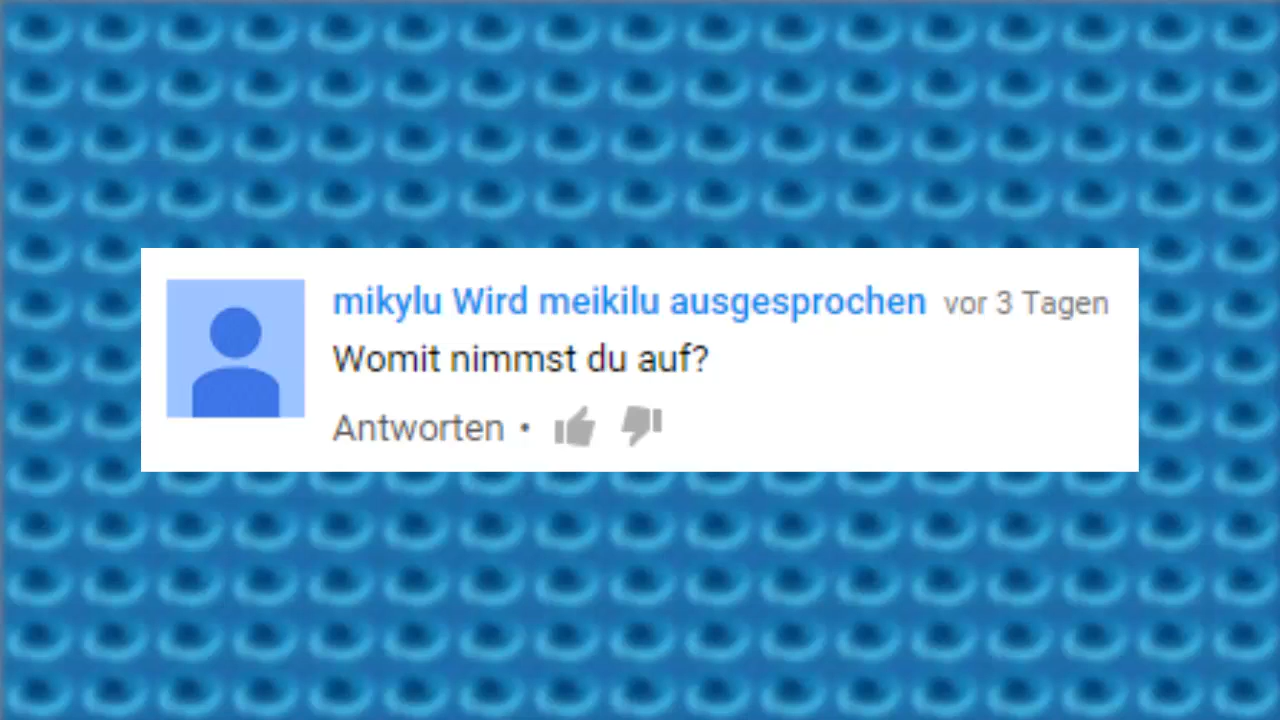 mikylu Wird meikilu ausgesprochen vor 3 Tagen
Womit nimmst du auf?
Antworten •